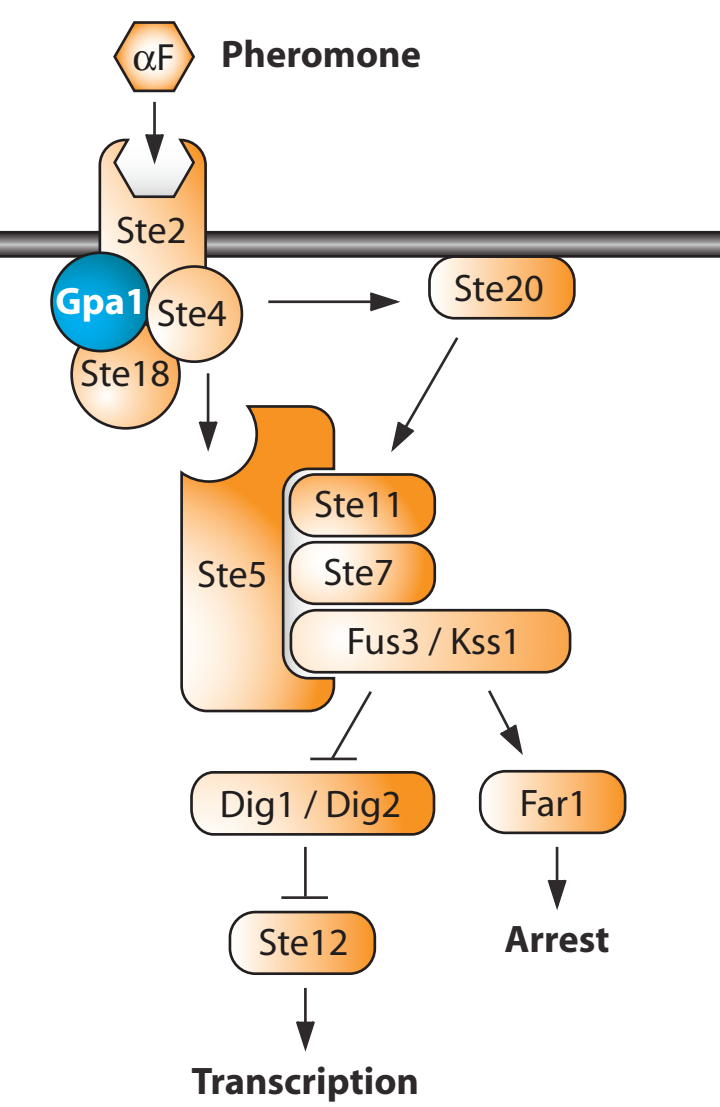 αF
Pheromone
Ste2
Gpa1
Ste4
Ste20
Ste18
Ste11
Ste5
Ste7
Fus3 / Kss1
Dig1 / Dig2
Far1
Ste12
Arrest
Transcription